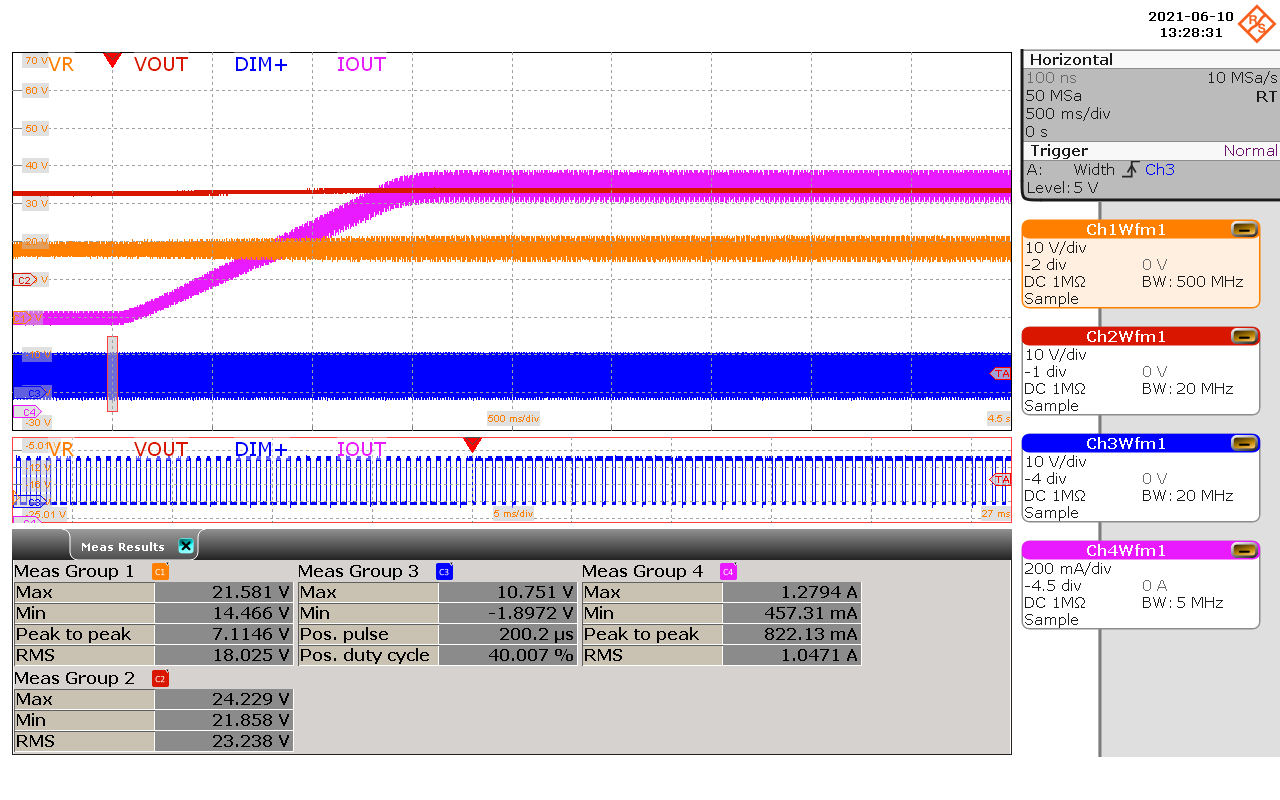 2021-06-10
13:28:31
R S
70 V VR VOUT DIM+ IOUT
60 V
50 V
40 V
30 V
20 V
C2 V
C3
C4
-30 V
500 ms/div
4.5 s
TA
-5.01 VR VOUT DIM+ IOUT
TA
-25.01 V
5 ms/div
27 ms
Horizontal
100 ns 10 MSa/s
50 MSa RT
500 ms/div
0 s
Trigger Normal
A: Width Ch3
Level: 5 V
Ch1Wfm1
10 V/div
-2 div 0 V
DC 1MΩ BW: 500 MHz
Sample
Ch2Wfm1
10 V/div
-1 div 0 V
DC 1MΩ BW: 20 MHz
Sample
Ch3Wfm1
10 V/div
-4 div 0 V
DC 1MΩ BW: 20 MHz
Sample
Ch4Wfm1
200 mA/div
-4.5 div 0 A
DC 1MΩ BW: 5 MHz
Sample
Meas Results
Meas Group 1 C1
Max 21.581 V
Min 14.466 V
Peak to peak 7.1146 V
RMS 18.025 V
Meas Group 3 C3
Max 10.751 V
Min -1.8972 V
Pos. pulse 200.2 µs
Pos. duty cycle 40.007 %
Meas Group 4 C4
Max 1.2794 A
Min 457.31 mA
Peak to peak 822.13 mA
RMS 1.0471 A
Meas Group 2 C2
Max 24.229 V
Min 21.858 V
RMS 23.238 V